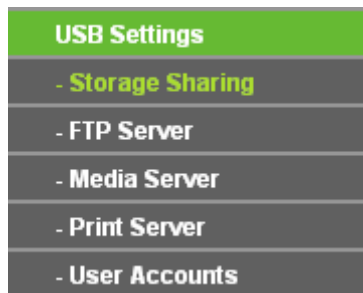 USB Settings
- Storage Sharing
- FTP Server
- Media Server
- Print Server
- User Accounts